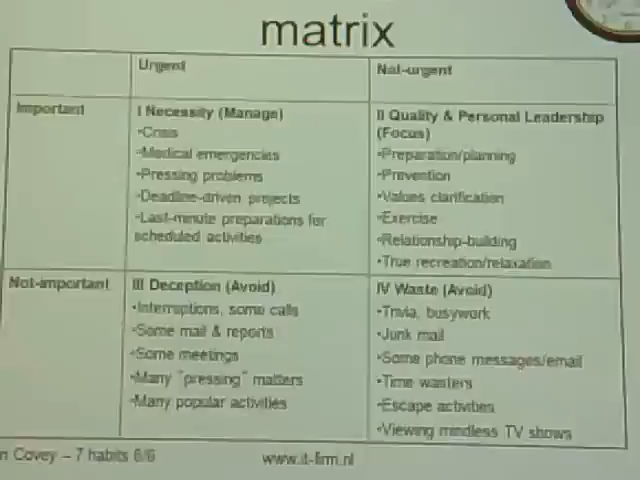 matrix
Urgent
Not-urgent
Important
I Necessity (Manage)
•Crisis
•Medical emergencies
•Pressing problems
•Deadline-driven projects
•Last-minute preparations for
scheduled activities
II Quality & Personal Leadership
(Focus)
•Preparation/planning
•Prevention
•Values clarification
•Exercise
•Relationship-building
•True recreation/relaxation
Not-important
III Deception (Avoid)
•Interruptions, some calls
•Some mail & reports
•Some meetings
•Many "pressing" matters
•Many popular activities
IV Waste (Avoid)
•Trivia, busywork
•Junk mail
•Some phone messages/email
•Time wasters
•Escape activities
•Viewing mindless TV shows
n Covey – 7 habits 6/6
www.it-firm.nl